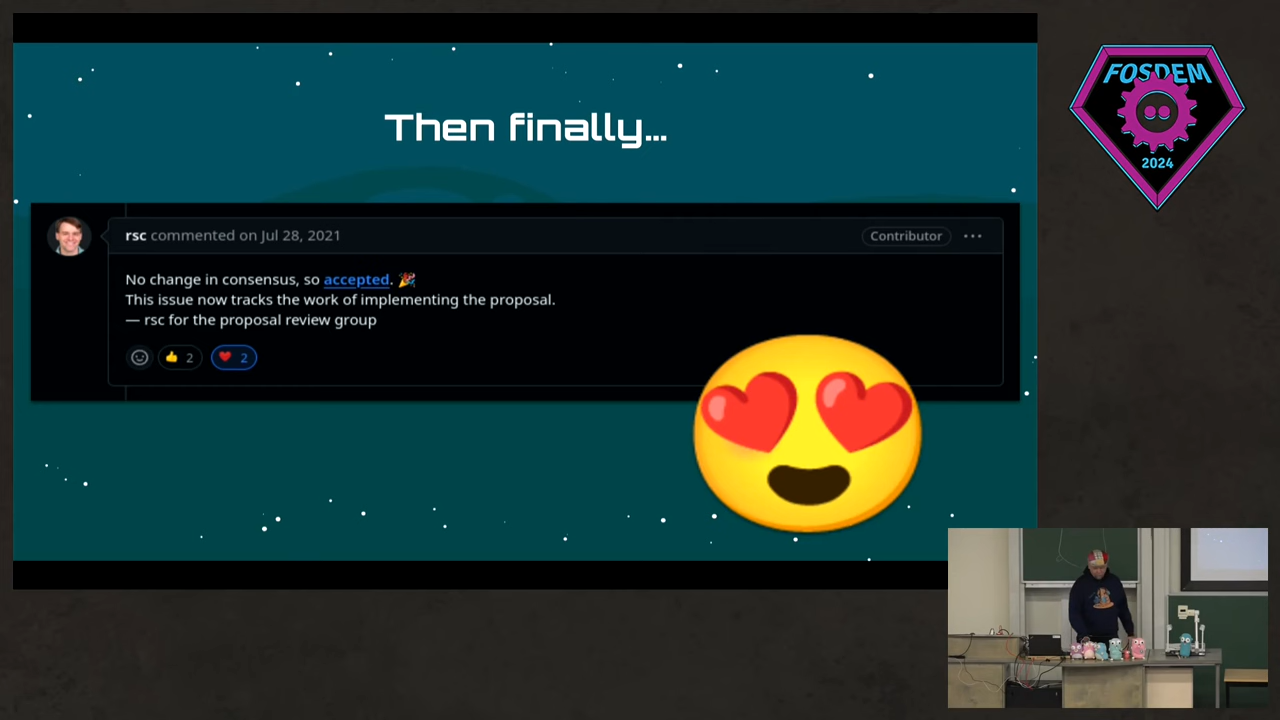 Then finally...
rsc commented on Jul 28, 2021
Contributor
No change in consensus, so accepted. 🎉
This issue now tracks the work of implementing the proposal.
— rsc for the proposal review group
👍 2
❤️ 2
FOSDEM
2024